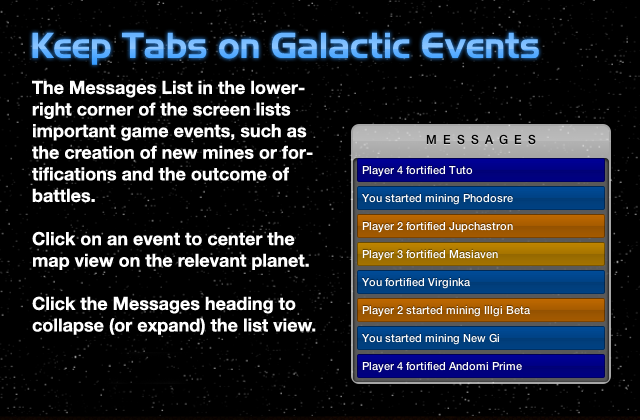 Keep Tabs on Galactic Events
The Messages List in the lower-
right corner of the screen lists
important game events, such as
the creation of new mines or for-
tifications and the outcome of
battles.
Click on an event to center the
map view on the relevant planet.
Click the Messages heading to
collapse (or expand) the list view.
MESSAGES
Player 4 fortified Tuto
You started mining Phodosre
Player 2 fortified Jupchastron
Player 3 fortified Masiaven
You fortified Virginka
Player 2 started mining Illgi Beta
You started mining New Gi
Player 4 fortified Andomi Prime